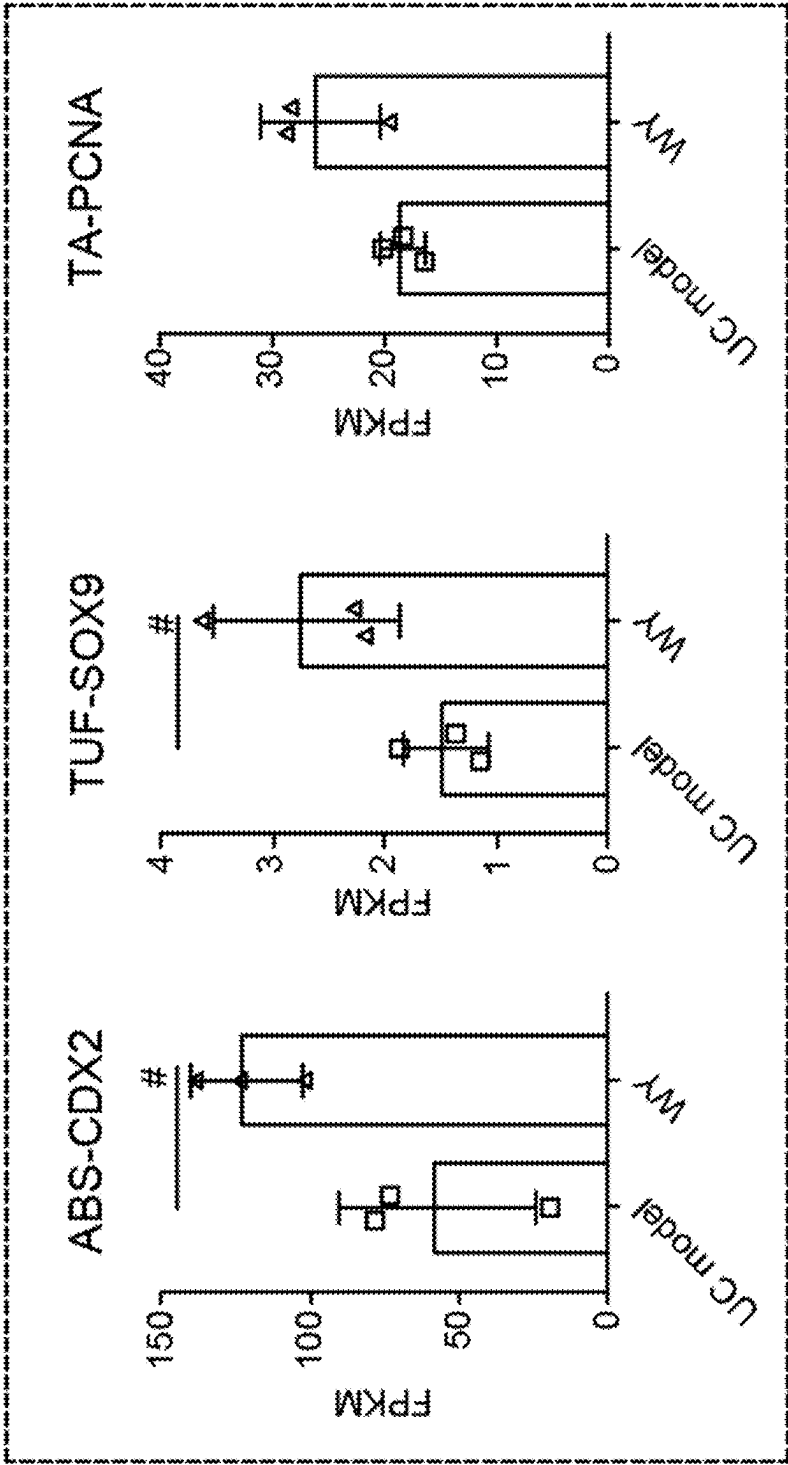 ABS-CDX2
#
150
100
50
0
FPKM
UC model
WY
TUF-SOX9
#
4
3
2
1
0
FPKM
UC model
WY
TA-PCNA
40
30
20
10
0
FPKM
UC model
WY